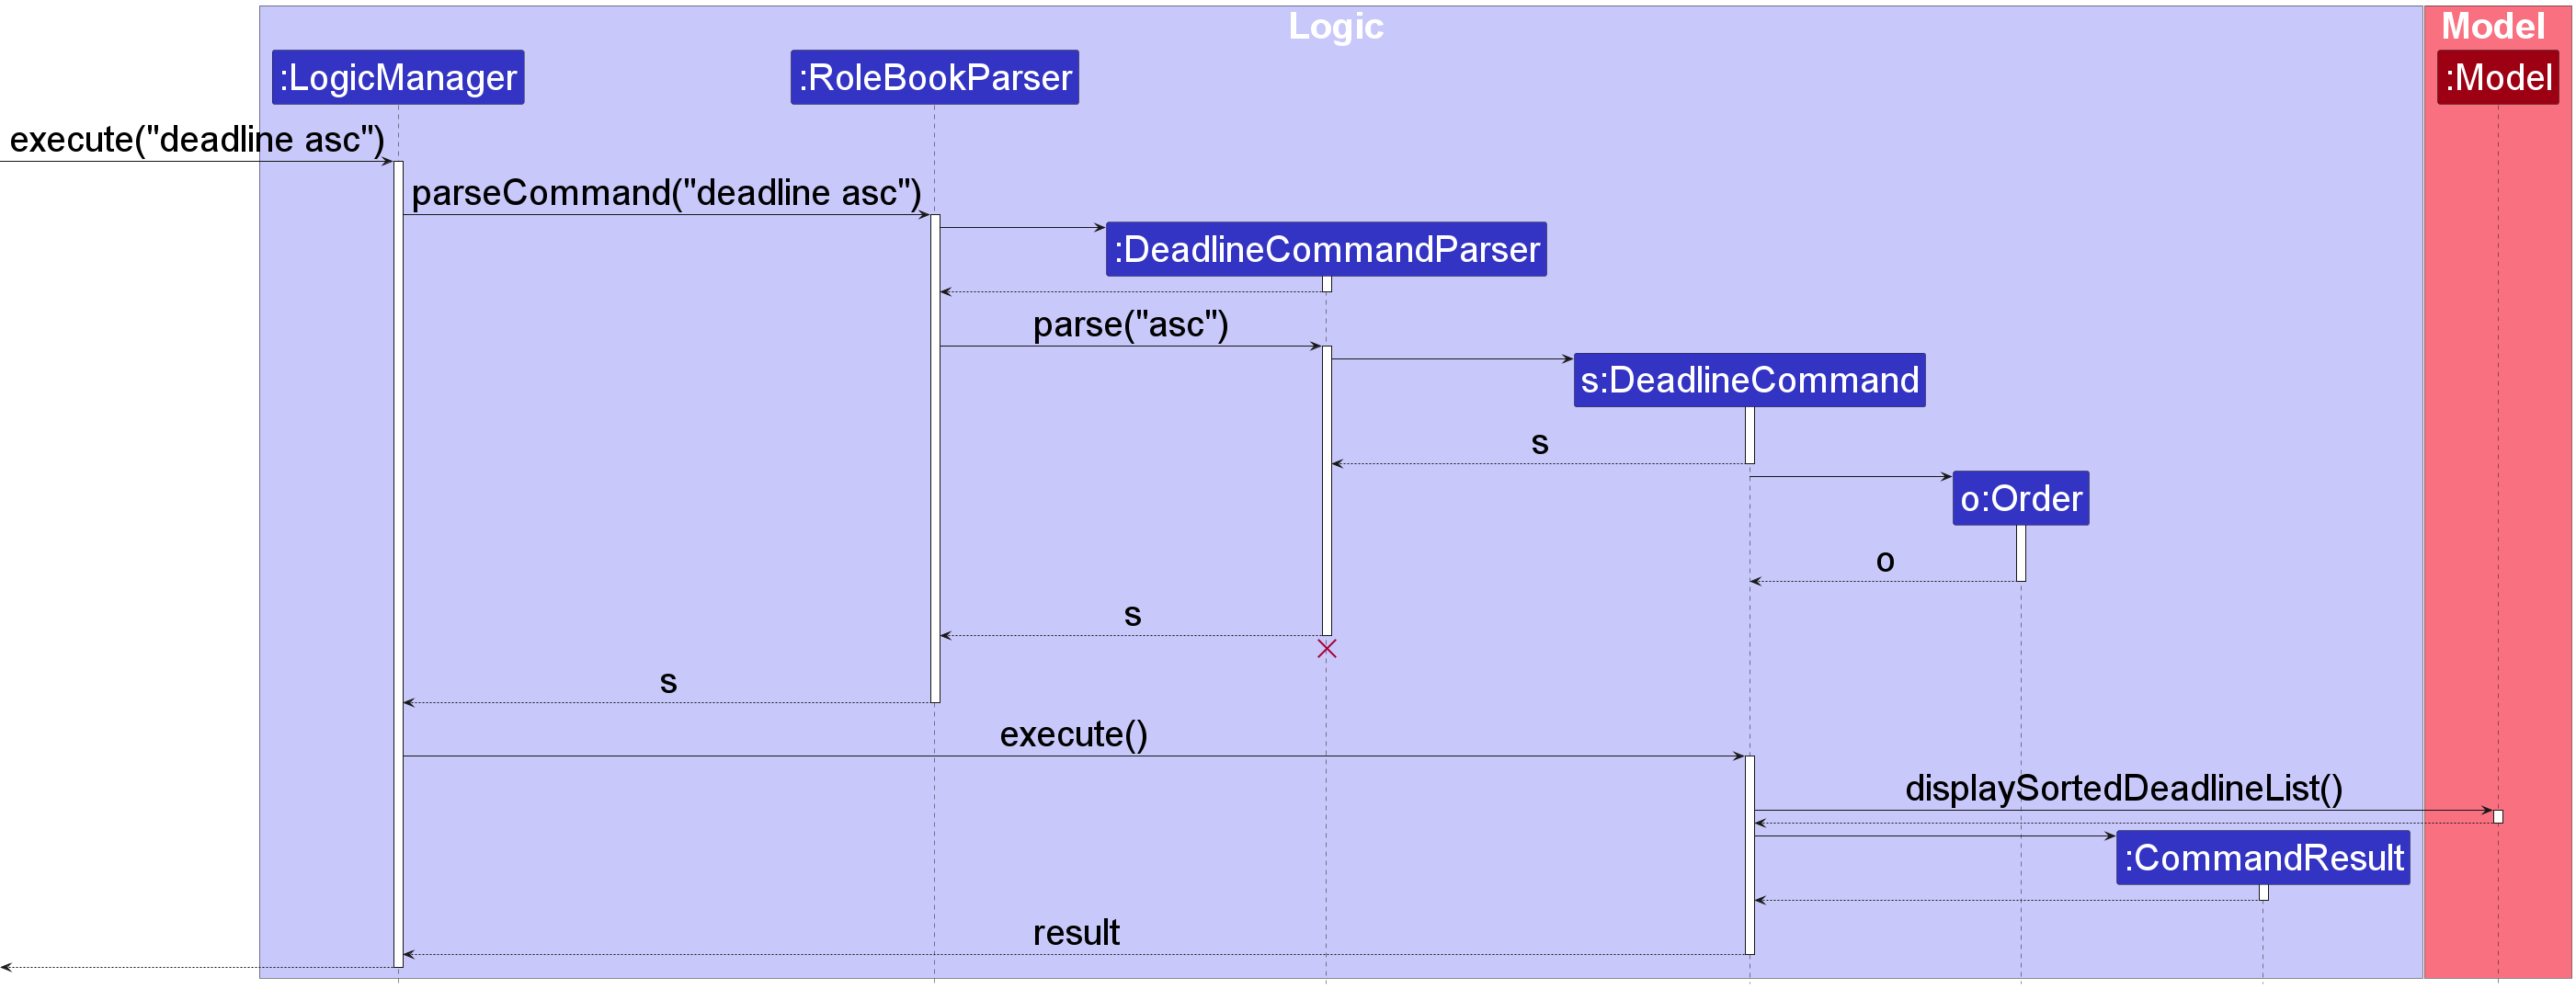 Logic
Model
:LogicManager
:RoleBookParser
:Model
execute("deadline asc")
parseCommand("deadline asc")
:DeadlineCommandParser
parse("asc")
s:DeadlineCommand
s
o:Order
o
s
s
execute()
displaySortedDeadlineList()
:CommandResult
result